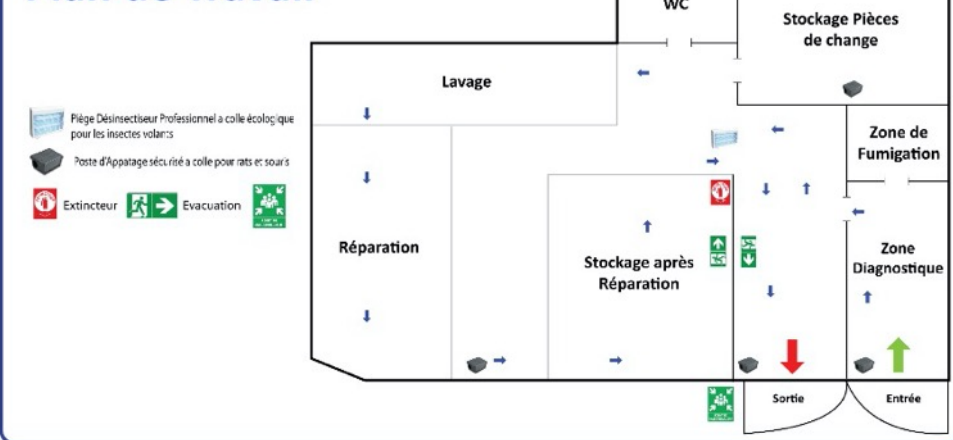 WC
Stockage Pièces
de change
Lavage
Piège Désinsectiseur Professionnel a colle écologique
pour les insectes volants
Poste d'Appatage sécurisé a colle pour rats et souris
Extincteur
Evacuation
Zone de
Fumigation
Réparation
Stockage après
Réparation
Zone
Diagnostique
Sortie
Entrée